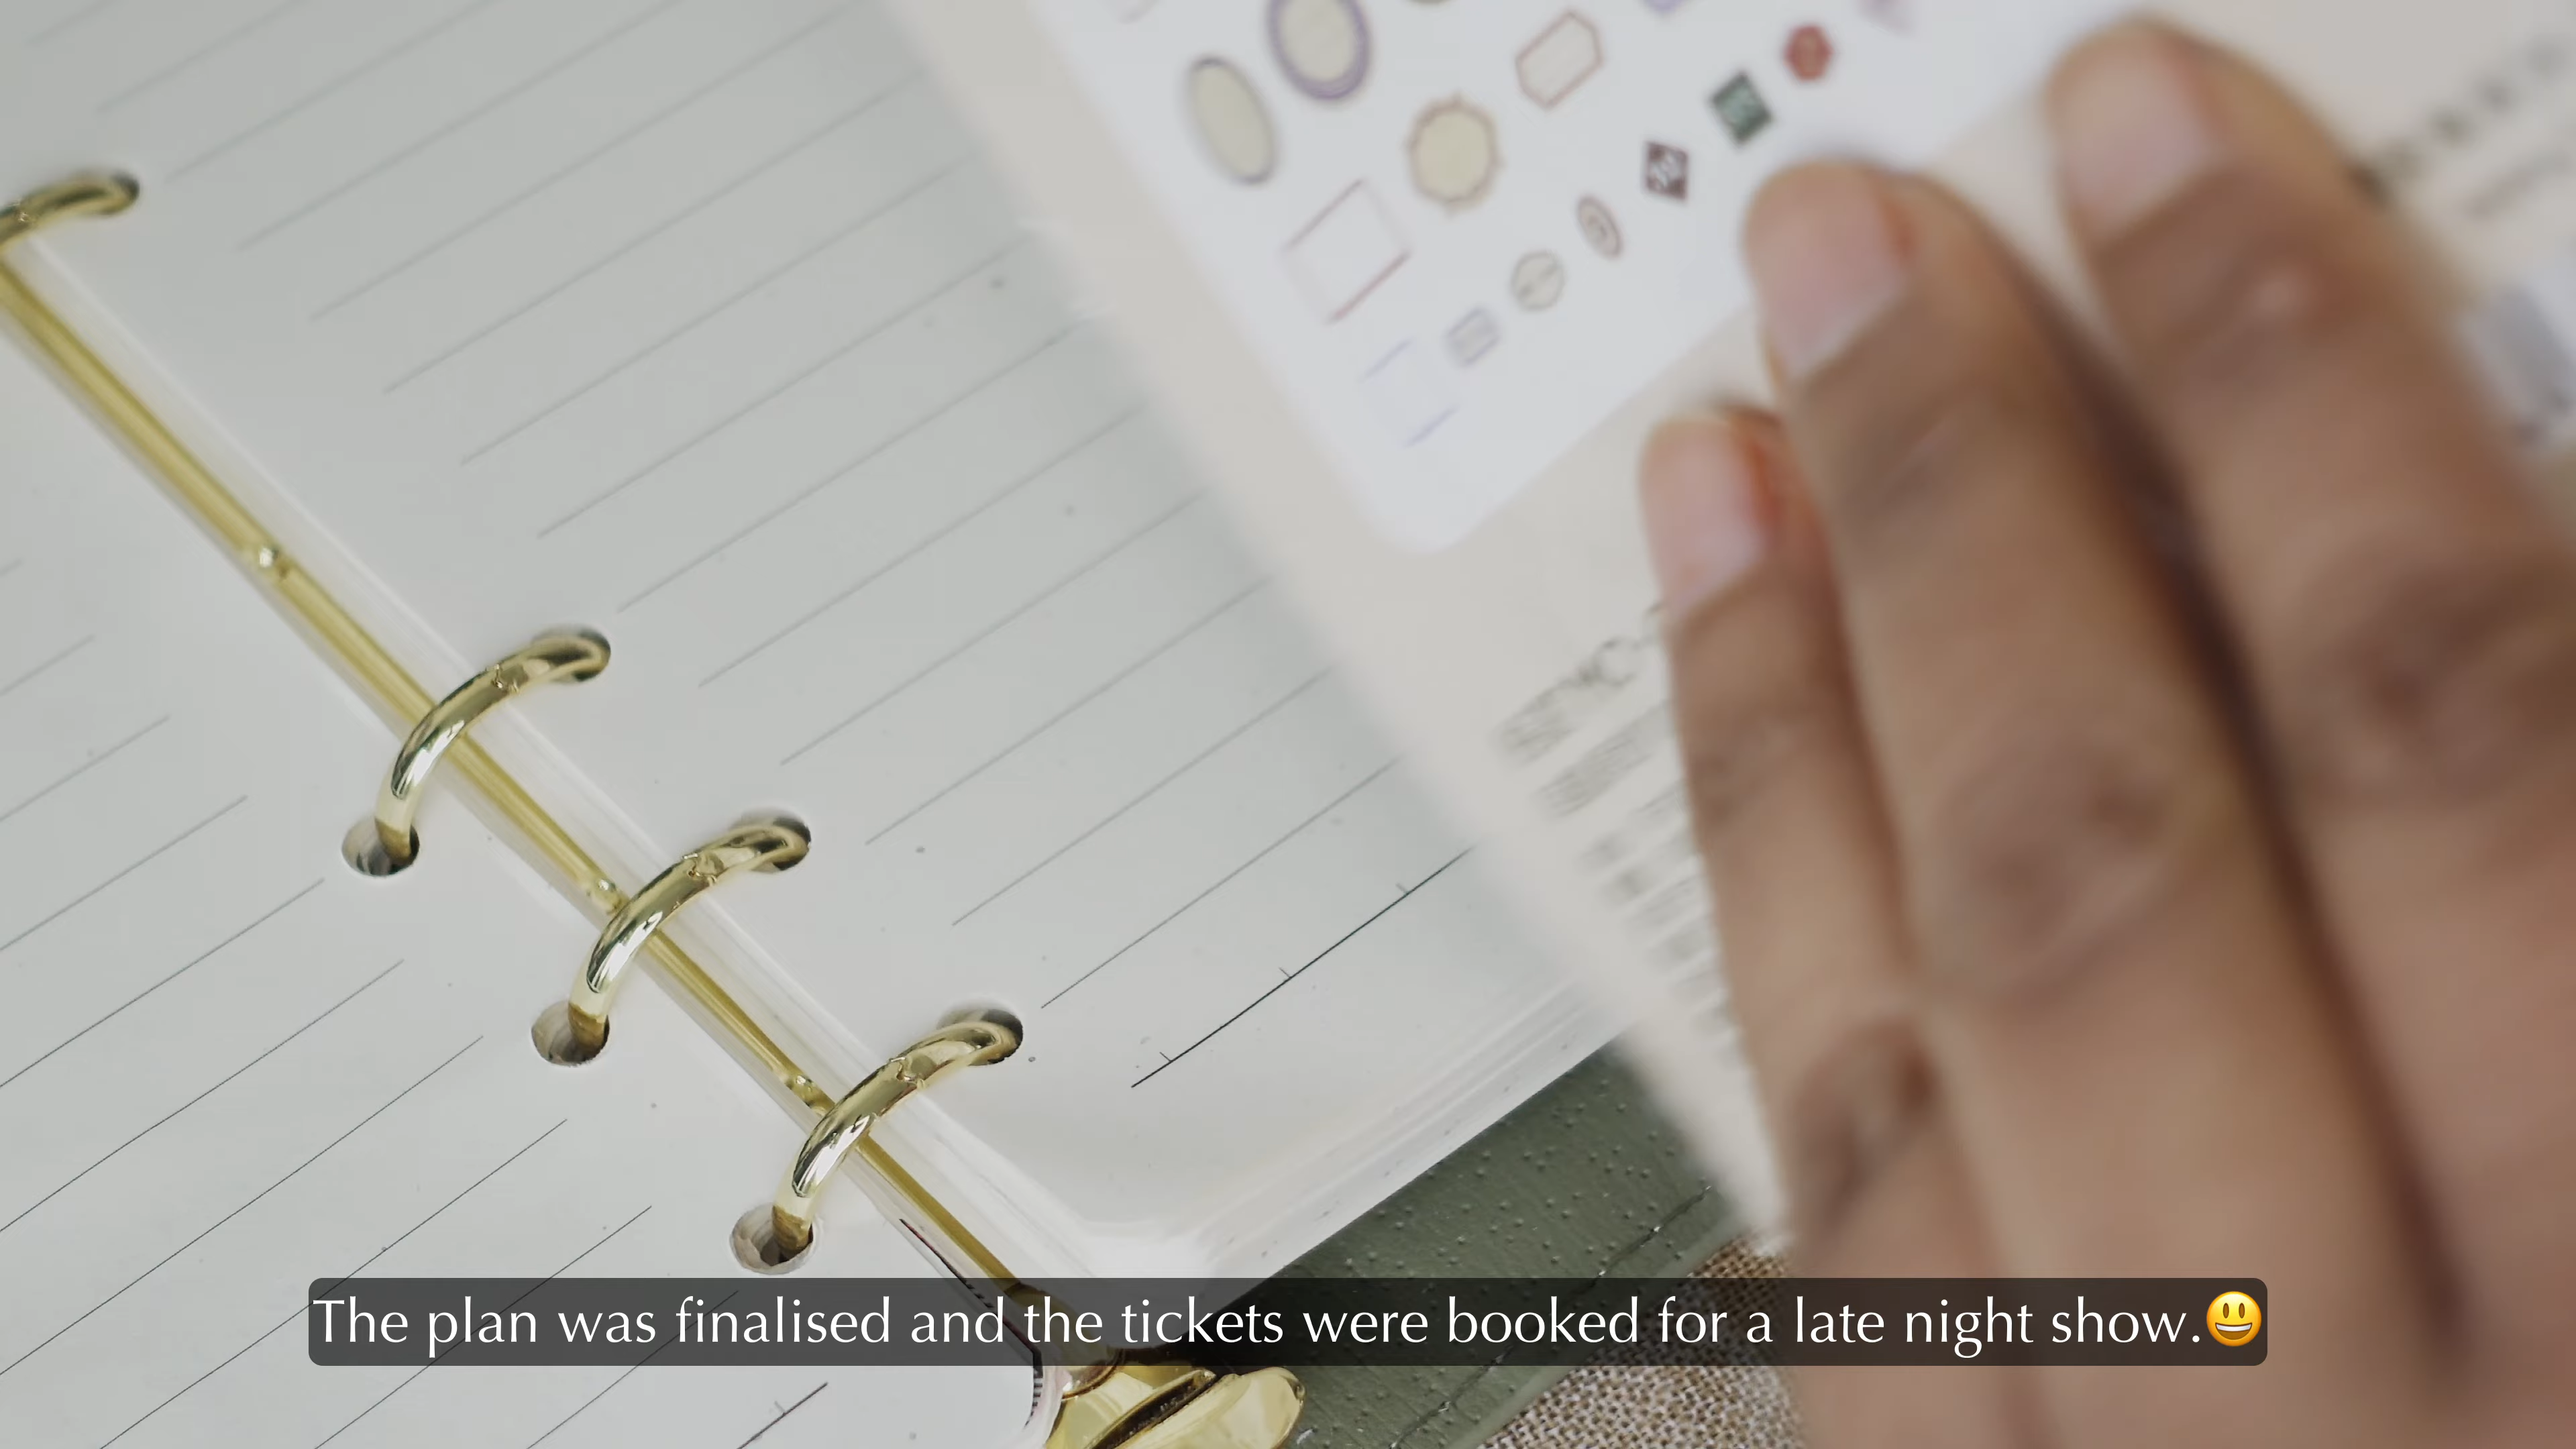 The plan was finalised and the tickets were booked for a late night show.😃